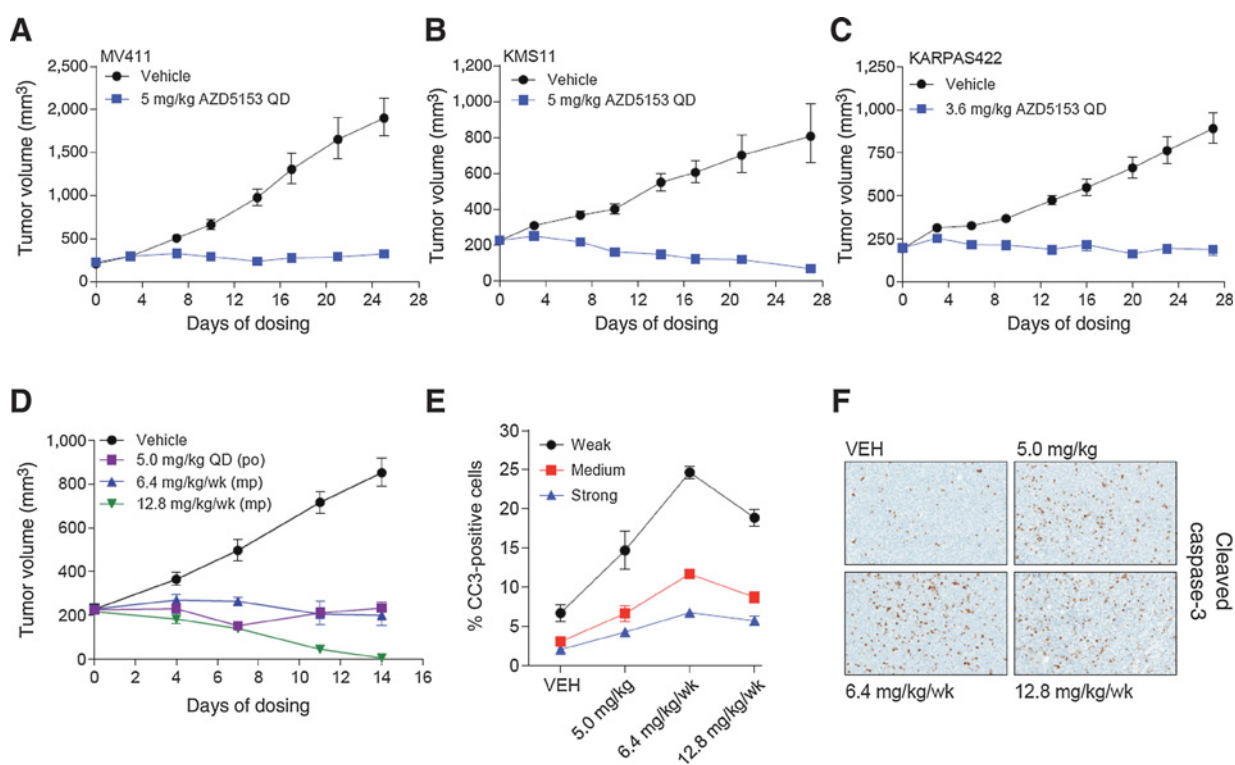 A
MV411
Vehicle
5 mg/kg AZD5153 QD
Tumor volume (mm³)
2,500
2,000
1,500
1,000
500
0
0 4 8 12 16 20 24 28
Days of dosing
B
KMS11
Vehicle
5 mg/kg AZD5153 QD
Tumor volume (mm³)
1,200
1,000
800
600
400
200
0
0 4 8 12 16 20 24 28
Days of dosing
C
KARPAS422
Vehicle
3.6 mg/kg AZD5153 QD
Tumor volume (mm³)
1,250
1,000
750
500
250
0
0 4 8 12 16 20 24 28
Days of dosing
D
Vehicle
5.0 mg/kg QD (po)
6.4 mg/kg/wk (mp)
12.8 mg/kg/wk (mp)
Tumor volume (mm³)
1,000
800
600
400
200
0
0 2 4 6 8 10 12 14 16
Days of dosing
E
Weak
Medium
Strong
% CC3-positive cells
30
25
20
15
10
5
0
VEH
5.0 mg/kg
6.4 mg/kg/wk
12.8 mg/kg/wk
F
VEH
5.0 mg/kg
6.4 mg/kg/wk
12.8 mg/kg/wk
Cleaved
caspase-3